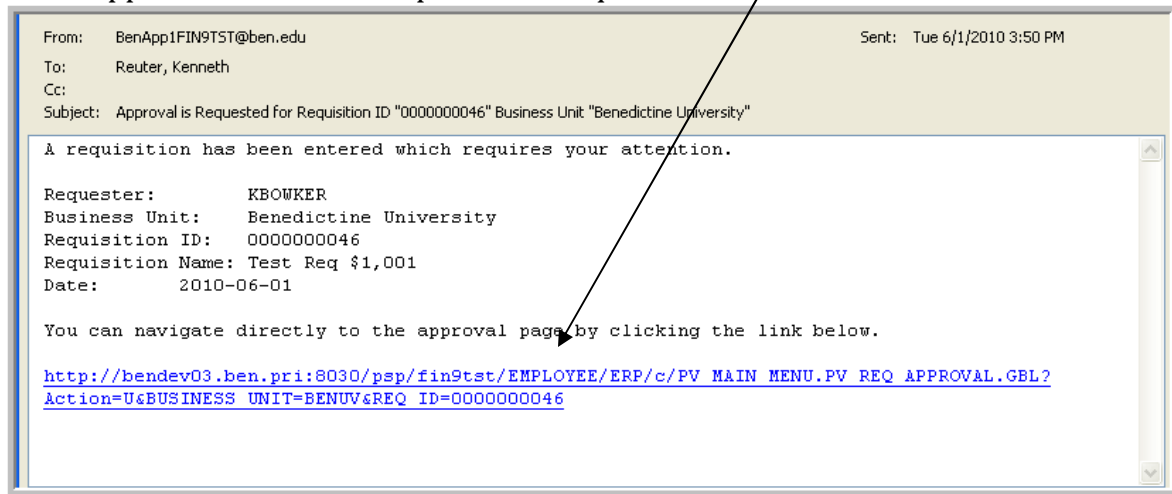 From: BenApp1FIN9TST@ben.edu Sent: Tue 6/1/2010 3:50 PM
To: Reuter, Kenneth
Cc:
Subject: Approval is Requested for Requisition ID "0000000046" Business Unit "Benedictine University"
A requisition has been entered which requires your attention.
Requester: KBOWKER
Business Unit: Benedictine University
Requisition ID: 0000000046
Requisition Name: Test Req $1,001
Date: 2010-06-01
You can navigate directly to the approval page by clicking the link below.
http://bendev03.ben.pri:8030/psp/fin9tst/EMPLOYEE/ERP/c/PV_MAIN_MENU.PV_REQ_APPROVAL.GBL?
Action=U&BUSINESS_UNIT=BENUV&REQ_ID=0000000046